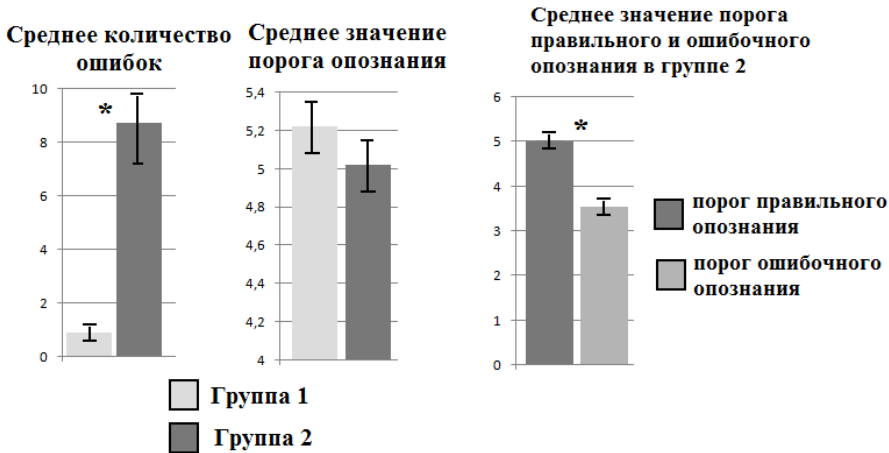 Среднее количество
ошибок
10
*
8
6
4
2
0
Среднее значение
порога опознания
5,4
5,2
5
4,8
4,6
4,4
4,2
4
Группа 1
Группа 2
Среднее значение порога
правильного и ошибочного
опознания в группе 2
6
*
5
4
3
2
1
0
порог правильного
опознания
порог ошибочного
опознания